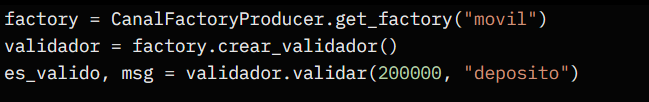 factory = CanalFactoryProducer.get_factory("movil")
validador = factory.crear_validador()
es_valido, msg = validador.validar(200000, "deposito")